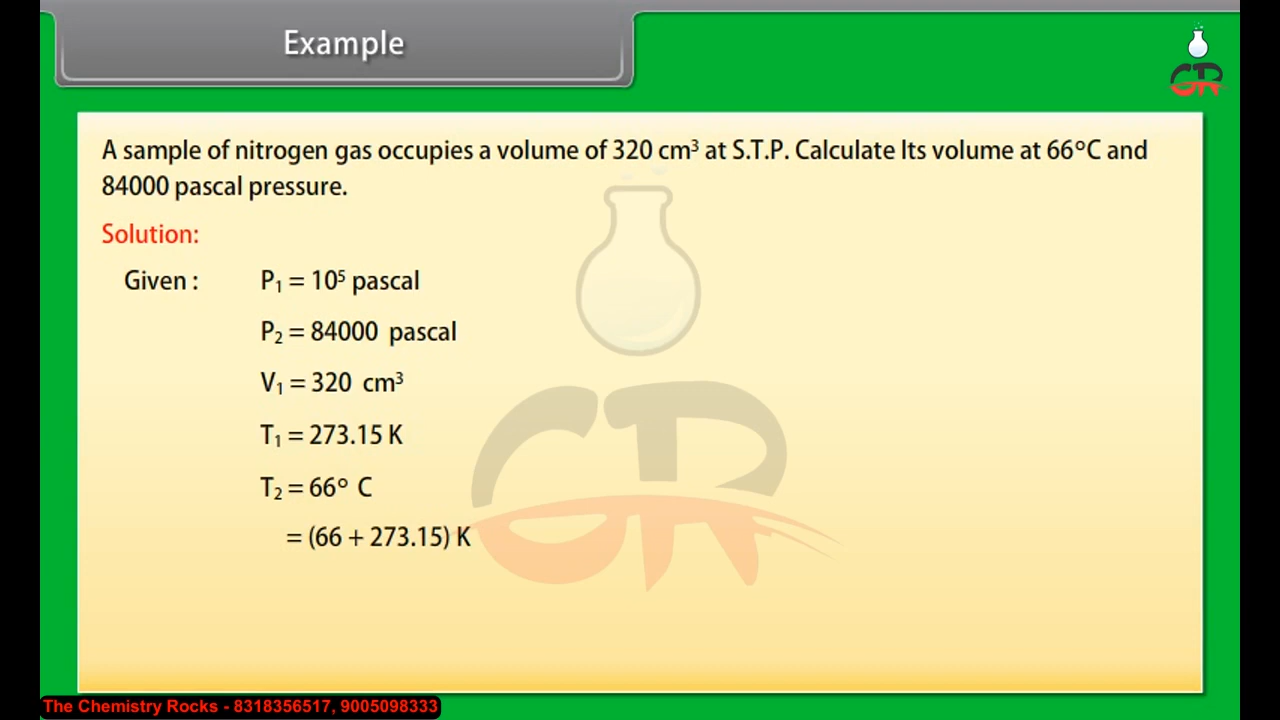 Example
A sample of nitrogen gas occupies a volume of 320 cm³ at S.T.P. Calculate Its volume at 66°C and
84000 pascal pressure.
Solution:
Given : P₁ = 10⁵ pascal
P₂ = 84000 pascal
V₁ = 320 cm³
T₁ = 273.15 K
T₂ = 66° C
= (66 + 273.15) K
GR
GR
The Chemistry Rocks - 8318356517, 9005098333